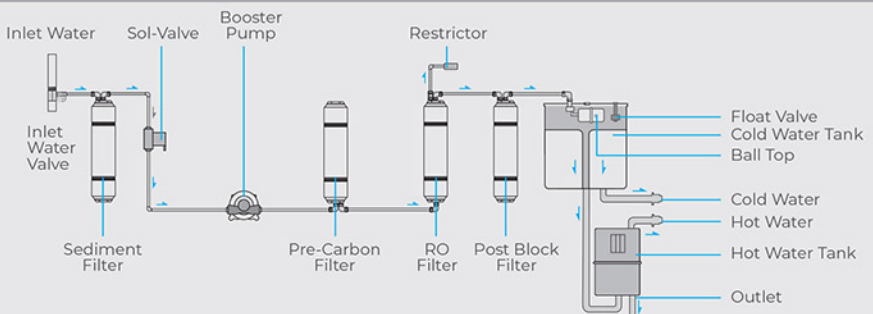 Inlet Water
Sol-Valve
Booster
Pump
Restrictor
Inlet
Water
Valve
Float Valve
Cold Water Tank
Ball Top
Cold Water
Hot Water
Hot Water Tank
Outlet
Sediment
Filter
Pre-Carbon
Filter
RO
Filter
Post Block
Filter